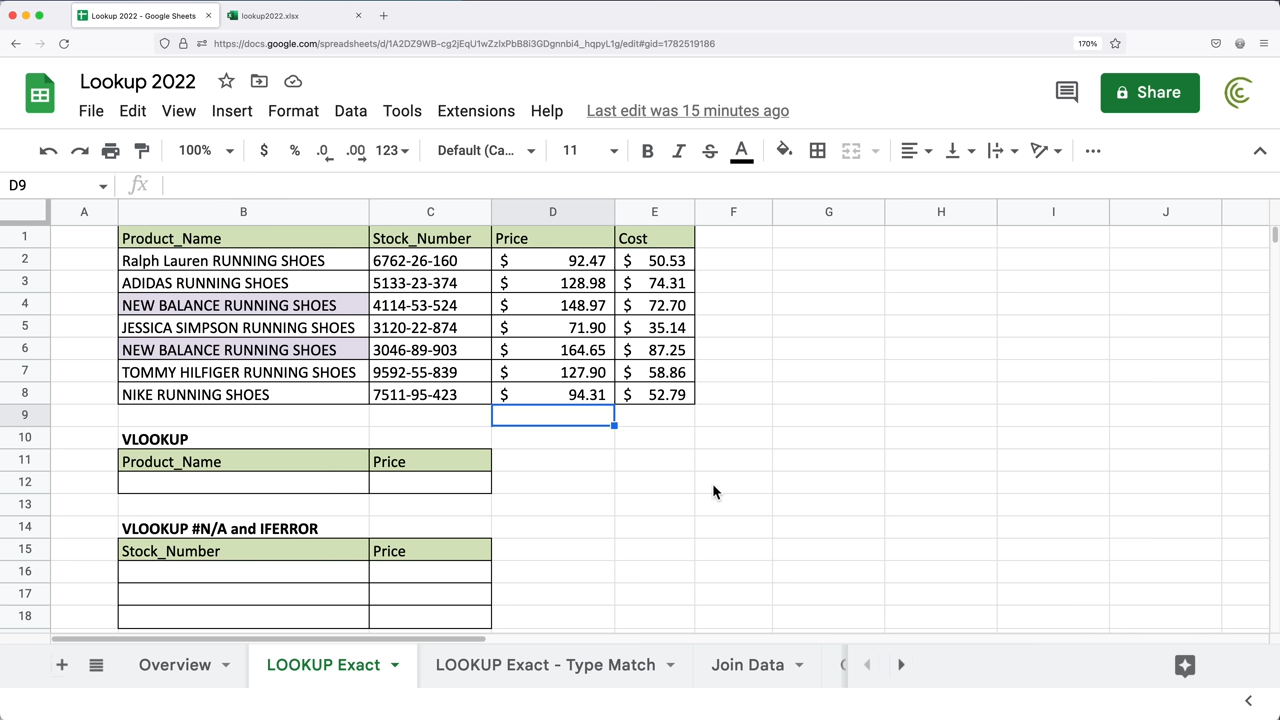 Lookup 2022 - Google Sheets
lookup2022.xlsx
https://docs.google.com/spreadsheets/d/1A2DZ9WB-cg2jEqU1wZzlxPbB8i3GDgnnbi4_hqpyL1g/edit#gid=1782519186
170%
Lookup 2022
File Edit View Insert Format Data Tools Extensions Help Last edit was 15 minutes ago
Share
100% $ % .0 .00 123 Default (Ca... 11 B I S A
D9 fx
A B C D E F G H I J
1 Product_Name Stock_Number Price Cost
2 Ralph Lauren RUNNING SHOES 6762-26-160 $ 92.47 $ 50.53
3 ADIDAS RUNNING SHOES 5133-23-374 $ 128.98 $ 74.31
4 NEW BALANCE RUNNING SHOES 4114-53-524 $ 148.97 $ 72.70
5 JESSICA SIMPSON RUNNING SHOES 3120-22-874 $ 71.90 $ 35.14
6 NEW BALANCE RUNNING SHOES 3046-89-903 $ 164.65 $ 87.25
7 TOMMY HILFIGER RUNNING SHOES 9592-55-839 $ 127.90 $ 58.86
8 NIKE RUNNING SHOES 7511-95-423 $ 94.31 $ 52.79
9
10 VLOOKUP
11 Product_Name Price
12
13
14 VLOOKUP #N/A and IFERROR
15 Stock_Number Price
16
17
18
Overview LOOKUP Exact LOOKUP Exact - Type Match Join Data